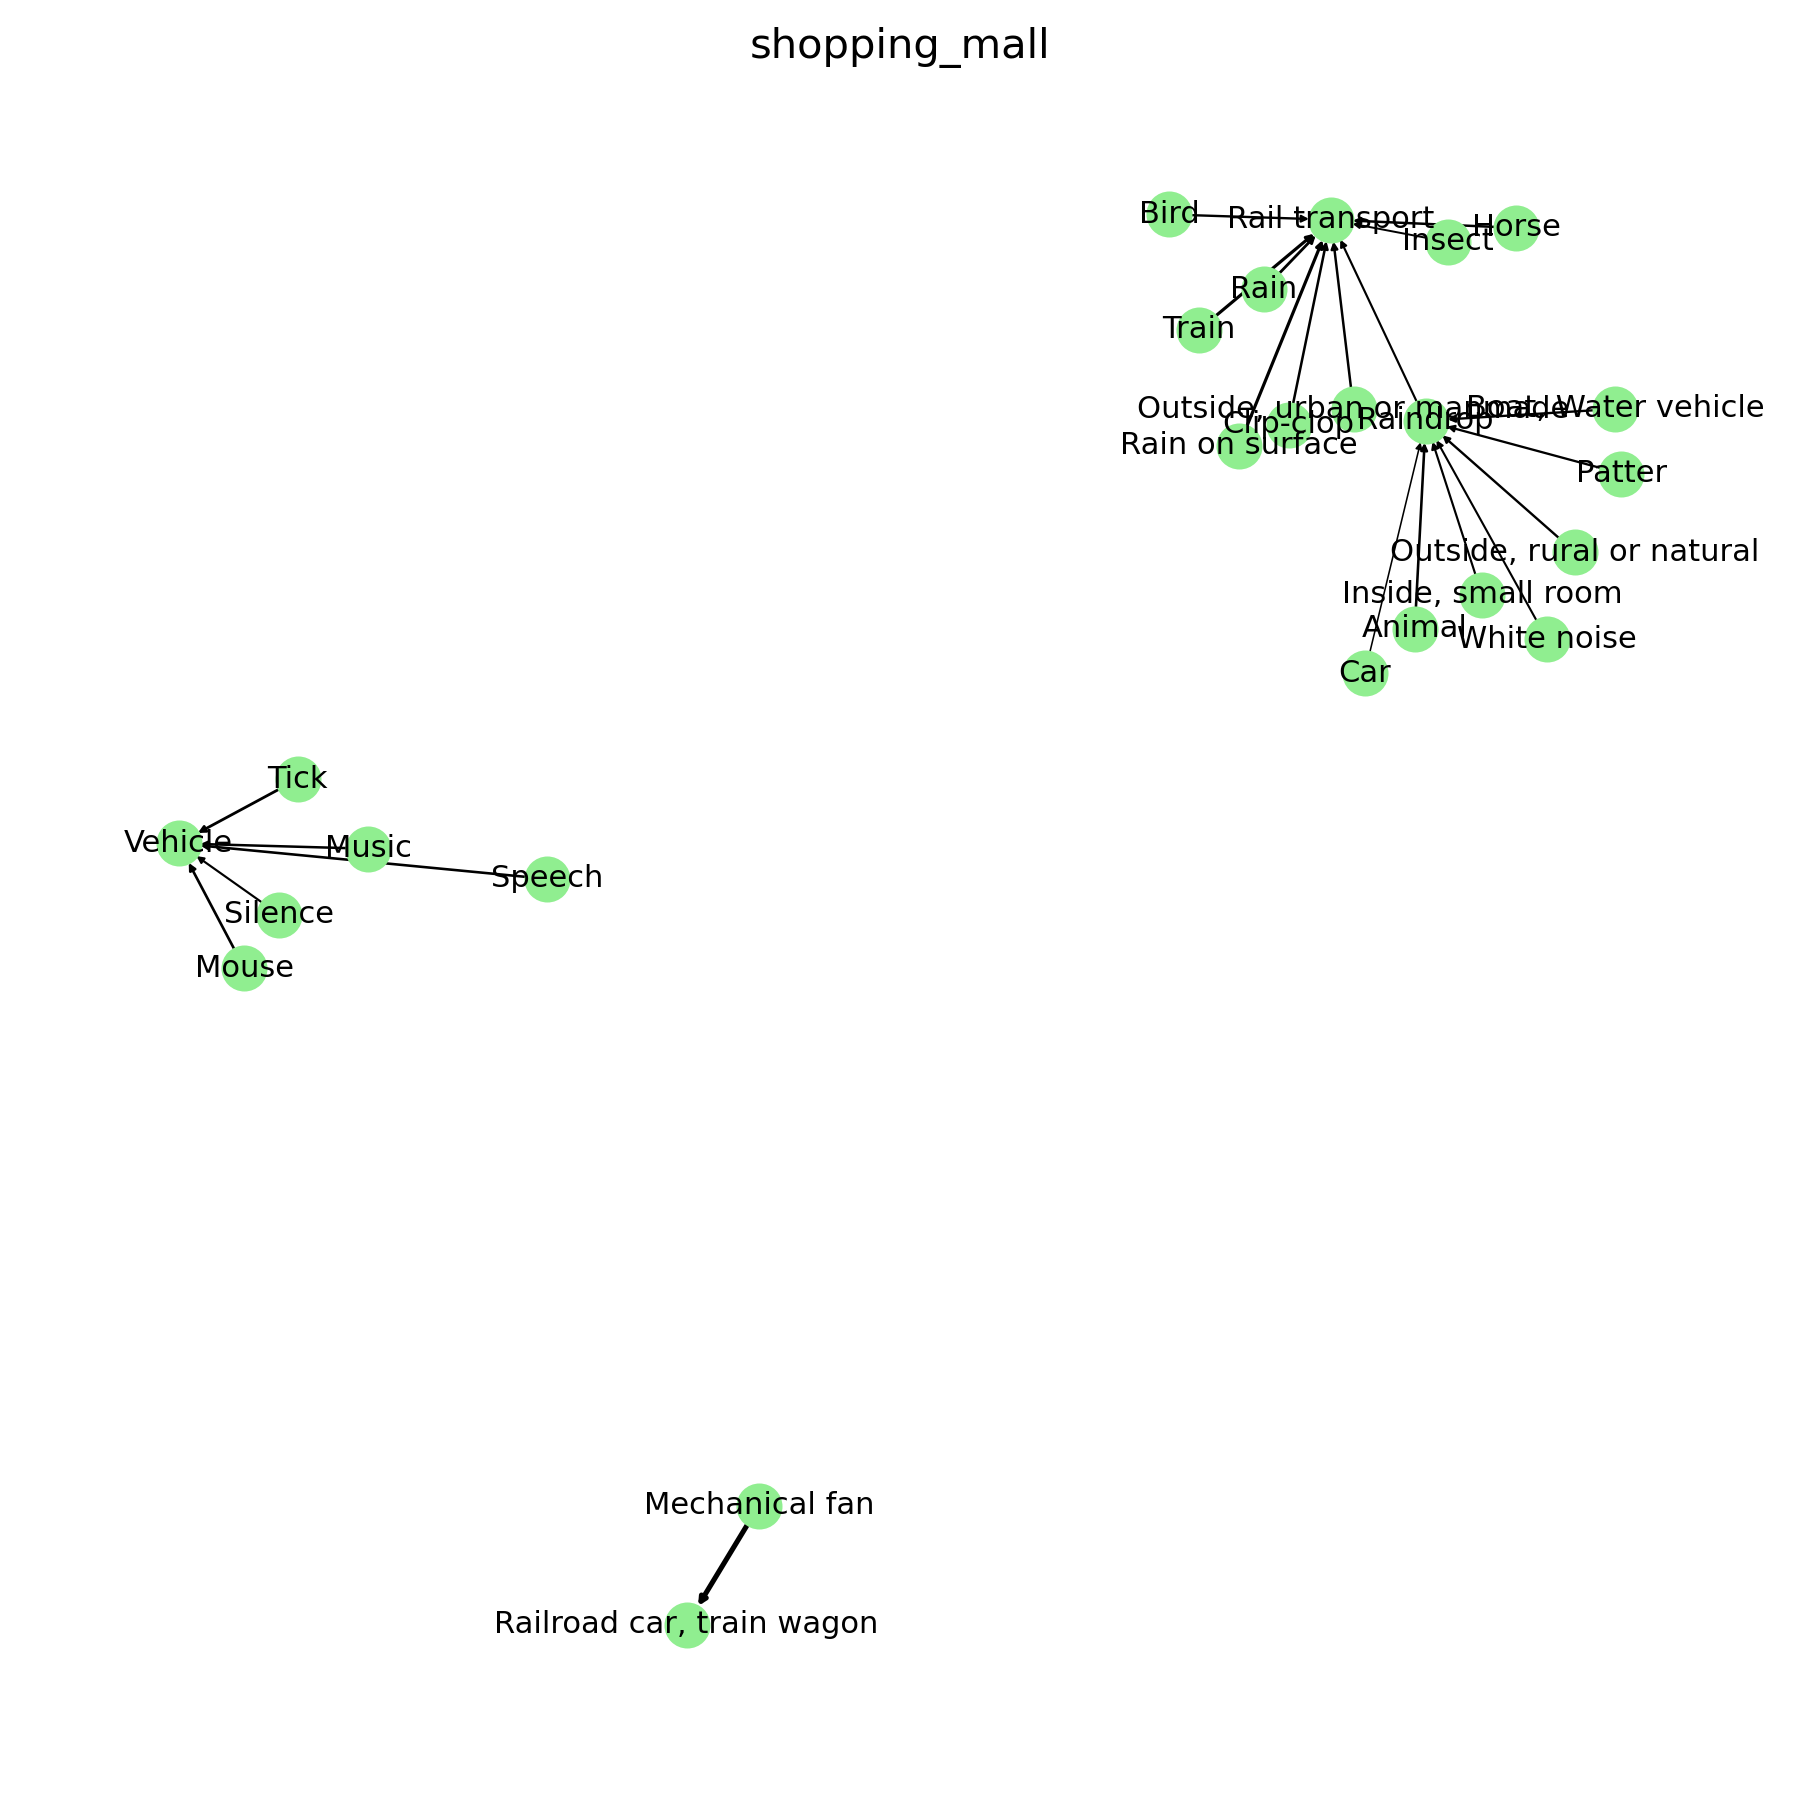 shopping_mall
Bird
Rail transport
Horse
Insect
Rain
Train
Outside, urban or manmade
Boat, Water vehicle
Clip-clop
Raindrop
Rain on surface
Patter
Outside, rural or natural
Inside, small room
Animal
White noise
Car
Tick
Vehicle
Music
Speech
Silence
Mouse
Mechanical fan
Railroad car, train wagon